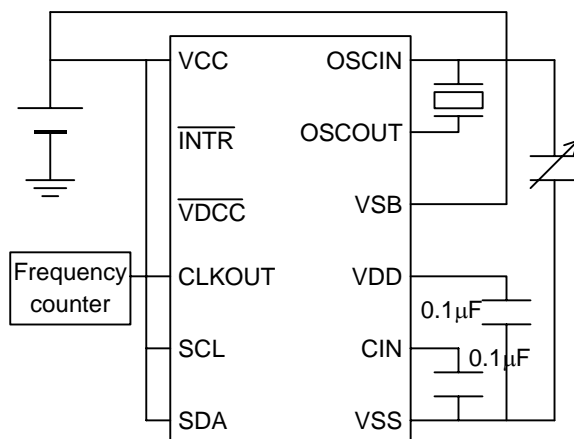 VCC
OSCIN
INTR
OSCOUT
VDCC
VSB
Frequency
counter
CLKOUT
VDD
0.1μF
SCL
CIN
0.1μF
SDA
VSS